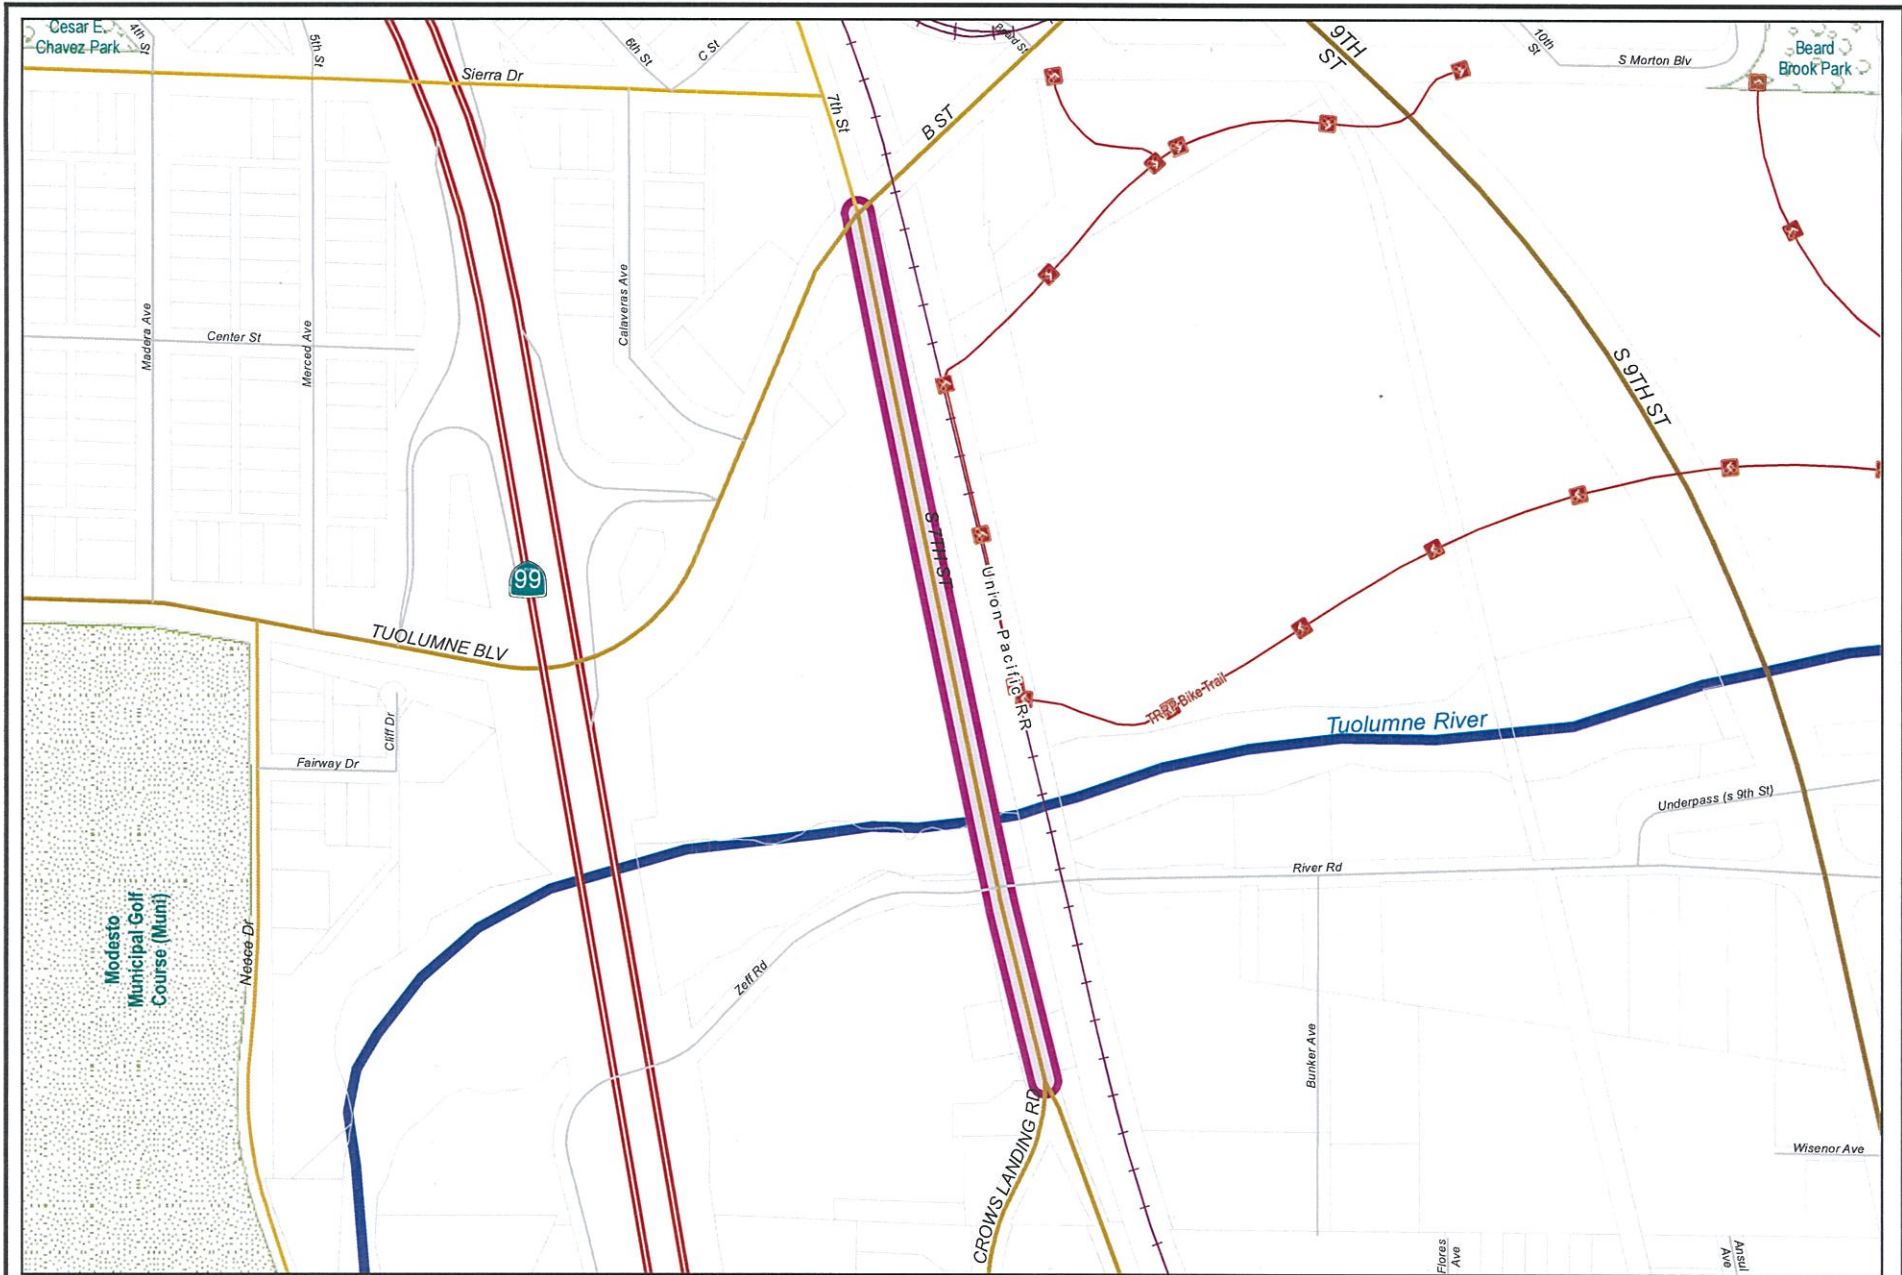 Cesar E.
Chavez Park
4th St
5th St
6th St
C St
Sierra Dr
7th St
B ST
9TH
ST
10th
St
S Morton Blv
Beard
Brook Park
Madera Ave
Center St
Merced Ave
Calaveras Ave
S 9TH ST
S 7TH ST
99
Union Pacific RR
TUOLUMNE BLV
Cliff Dr
Fairway Dr
TRRP Bike Trail
Tuolumne River
Underpass (s 9th St)
River Rd
Modesto
Municipal Golf
Course (Muni)
Neece Dr
Zeff Rd
Bunker Ave
CROWS LANDING RD
Wisenor Ave
Flores
Ave
Ansul
Ave